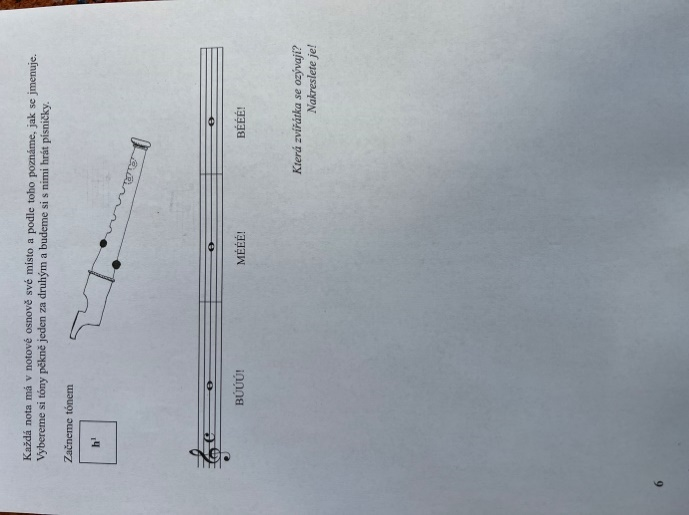 Každá nota má v notové osnově své místo a podle toho poznáme, jak se jmenuje.
Vybereme si tóny pěkně jeden za druhým a budeme si s nimi hrát písničky.
Začneme tónem
h¹
BÚÚÚ!
MÉÉÉ!
BÉÉÉ!
Která zvířátka se ozývají?
Nakreslete je!
6